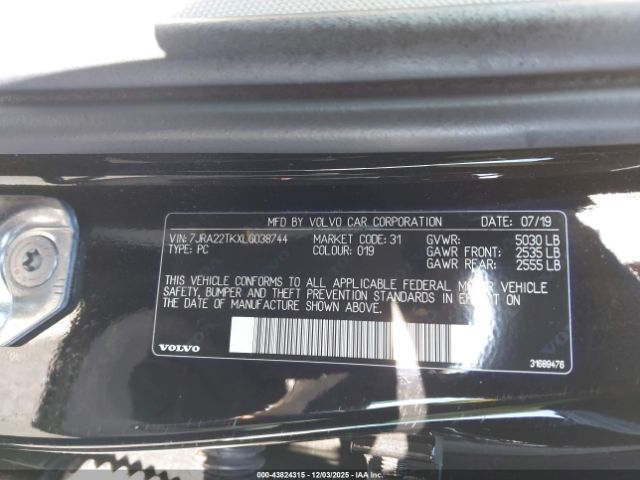 MFD BY VOLVO CAR CORPORATION DATE: 07/19
VIN: 7JRA22TKXLG038744 MARKET CODE: 31 GVWR: 5030 LB
TYPE: PC COLOUR: 019 GAWR FRONT: 2535 LB
GAWR REAR: 2555 LB
THIS VEHICLE CONFORMS TO ALL APPLICABLE FEDERAL MOTOR VEHICLE
SAFETY, BUMPER AND THEFT PREVENTION STANDARDS IN EFFECT ON
THE DATE OF MANUFACTURE SHOWN ABOVE.
VOLVO 31689476
000-43824315 - 12/03/2025 - IAA Inc.